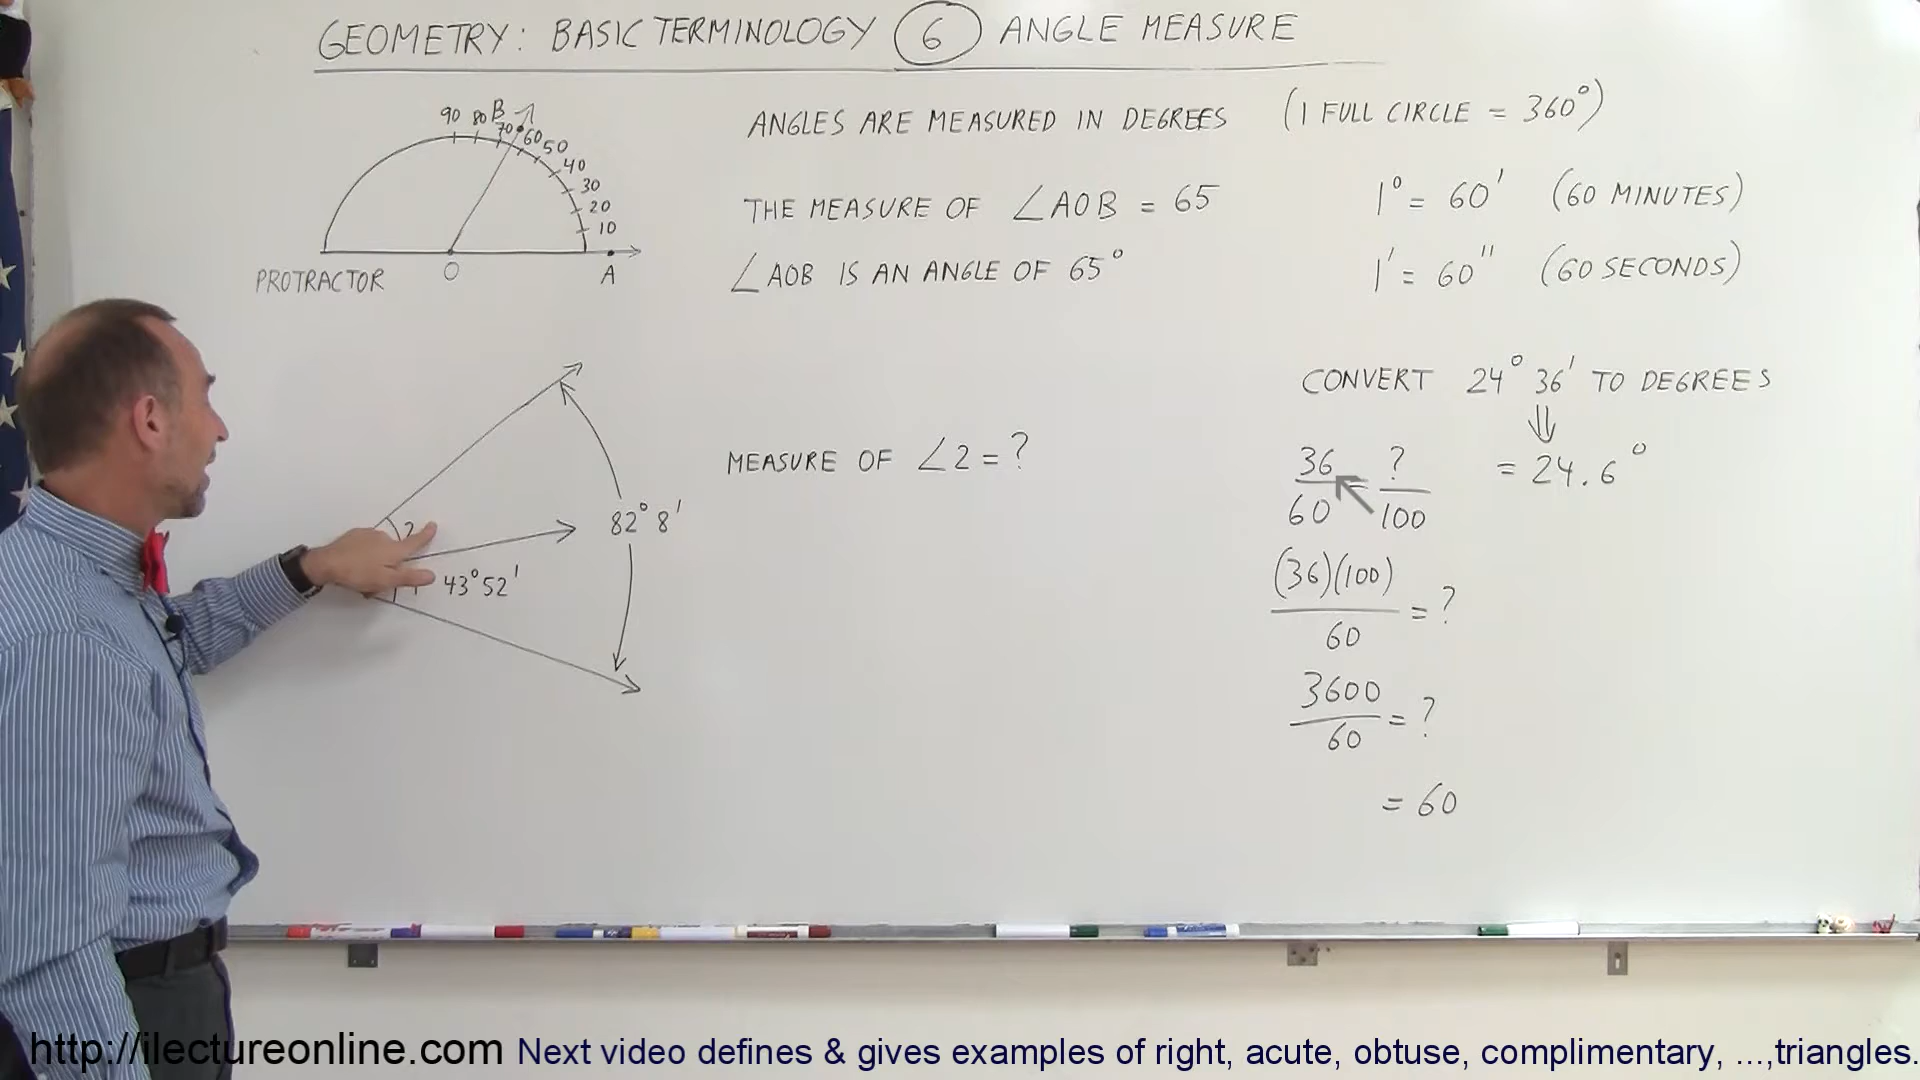 GEOMETRY: BASIC TERMINOLOGY 6 ANGLE MEASURE
90 80 B 70 60 50 40 30 20 10
PROTRACTOR O A
ANGLES ARE MEASURED IN DEGREES (1 FULL CIRCLE = 360°)
THE MEASURE OF ∠AOB = 65
∠AOB IS AN ANGLE OF 65°
1° = 60' (60 MINUTES)
1' = 60" (60 SECONDS)
82° 8'
2
43° 52'
MEASURE OF ∠2 = ?
CONVERT 24° 36' TO DEGREES
⇓
36/60 = ?/100
= 24.6°
(36)(100)/60 = ?
3600/60 = ?
= 60
http://ilectureonline.com Next video defines & gives examples of right, acute, obtuse, complimentary, ...,triangles.